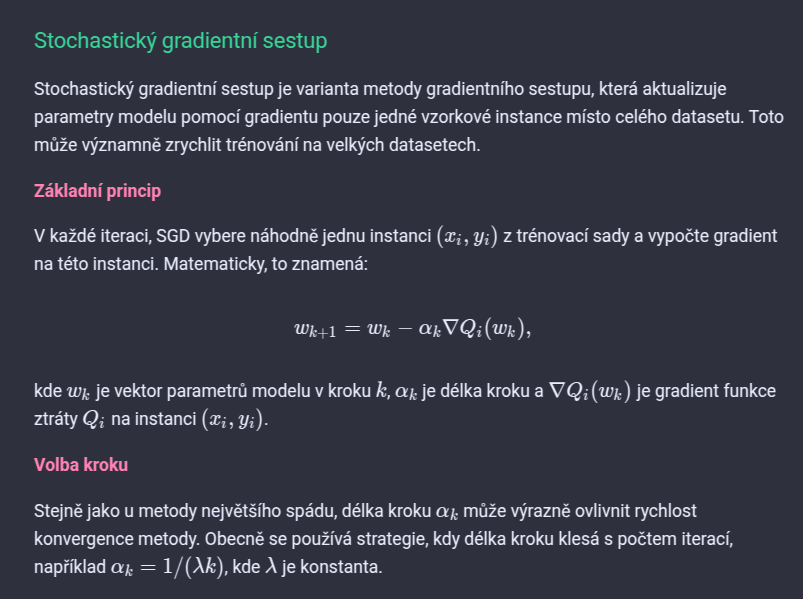 Stochastický gradientní sestup
Stochastický gradientní sestup je varianta metody gradientního sestupu, která aktualizuje
parametry modelu pomocí gradientu pouze jedné vzorkové instance místo celého datasetu. Toto
může významně zrychlit trénování na velkých datasetech.
Základní princip
V každé iteraci, SGD vybere náhodně jednu instanci $(x_i, y_i)$ z trénovací sady a vypočte gradient
na této instanci. Matematicky, to znamená:
$w_{k+1} = w_k - \alpha_k \nabla Q_i(w_k),$
kde $w_k$ je vektor parametrů modelu v kroku $k$, $\alpha_k$ je délka kroku a $\nabla Q_i(w_k)$ je gradient funkce
ztráty $Q_i$ na instanci $(x_i, y_i)$.
Volba kroku
Stejně jako u metody největšího spádu, délka kroku $\alpha_k$ může výrazně ovlivnit rychlost
konvergence metody. Obecně se používá strategie, kdy délka kroku klesá s počtem iterací,
například $\alpha_k = 1/(\lambda k)$, kde $\lambda$ je konstanta.